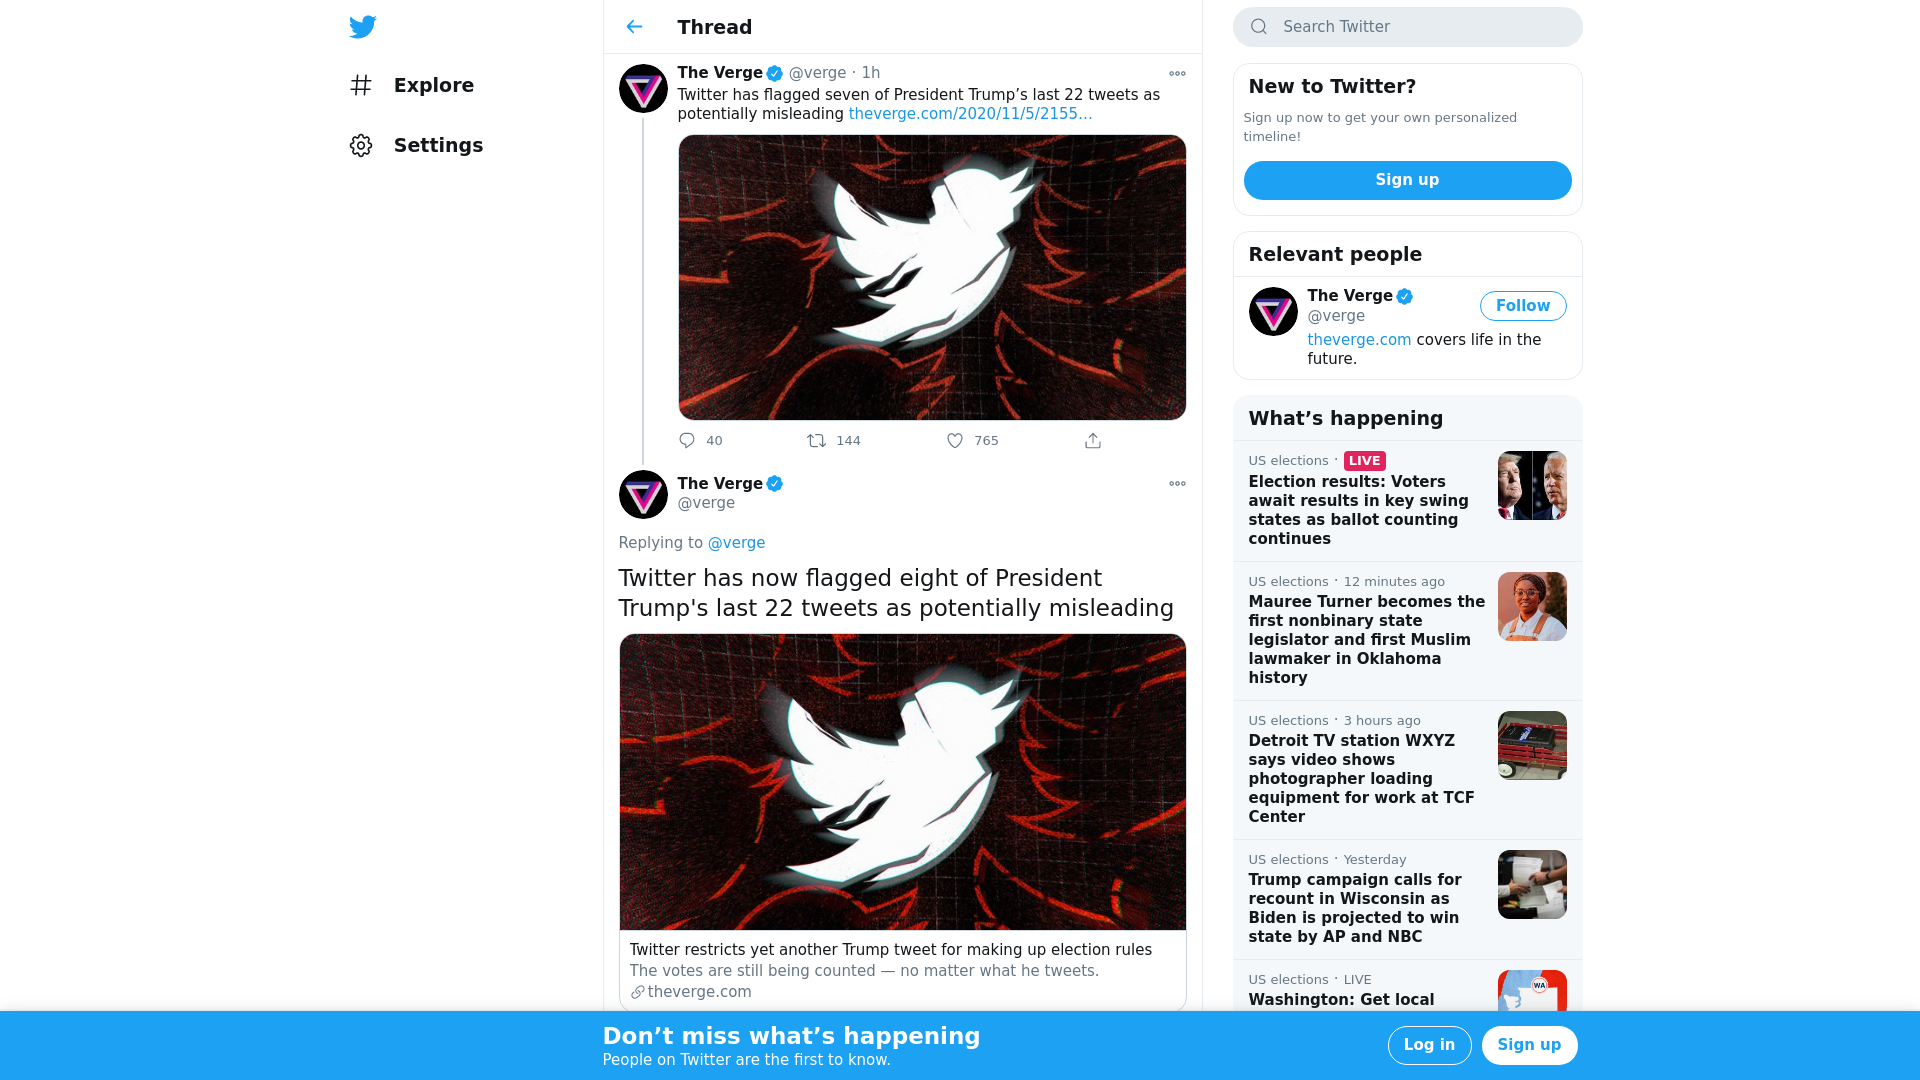 Explore
Settings
Thread
The Verge @verge · 1h
Twitter has flagged seven of President Trump’s last 22 tweets as
potentially misleading theverge.com/2020/11/5/2155…
40 144 765
The Verge
@verge
Replying to @verge
Twitter has now flagged eight of President
Trump's last 22 tweets as potentially misleading
Twitter restricts yet another Trump tweet for making up election rules
The votes are still being counted — no matter what he tweets.
theverge.com
Search Twitter
New to Twitter?
Sign up now to get your own personalized
timeline!
Sign up
Relevant people
The Verge
@verge
Follow
theverge.com covers life in the
future.
What’s happening
US elections · LIVE
Election results: Voters
await results in key swing
states as ballot counting
continues
US elections · 12 minutes ago
Mauree Turner becomes the
first nonbinary state
legislator and first Muslim
lawmaker in Oklahoma
history
US elections · 3 hours ago
Detroit TV station WXYZ
says video shows
photographer loading
equipment for work at TCF
Center
US elections · Yesterday
Trump campaign calls for
recount in Wisconsin as
Biden is projected to win
state by AP and NBC
US elections · LIVE
Washington: Get local
WA
Don’t miss what’s happening
People on Twitter are the first to know.
Log in
Sign up